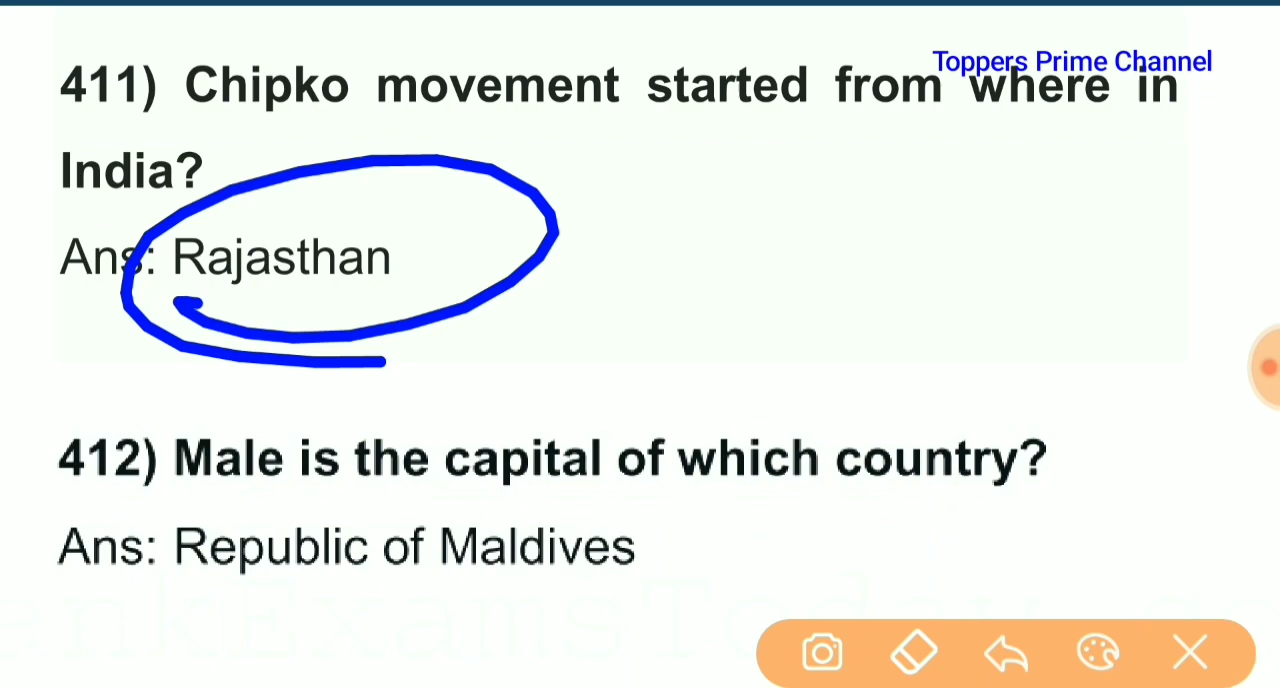 Toppers Prime Channel
411) Chipko movement started from where in
India?
Ans: Rajasthan
412) Male is the capital of which country?
Ans: Republic of Maldives